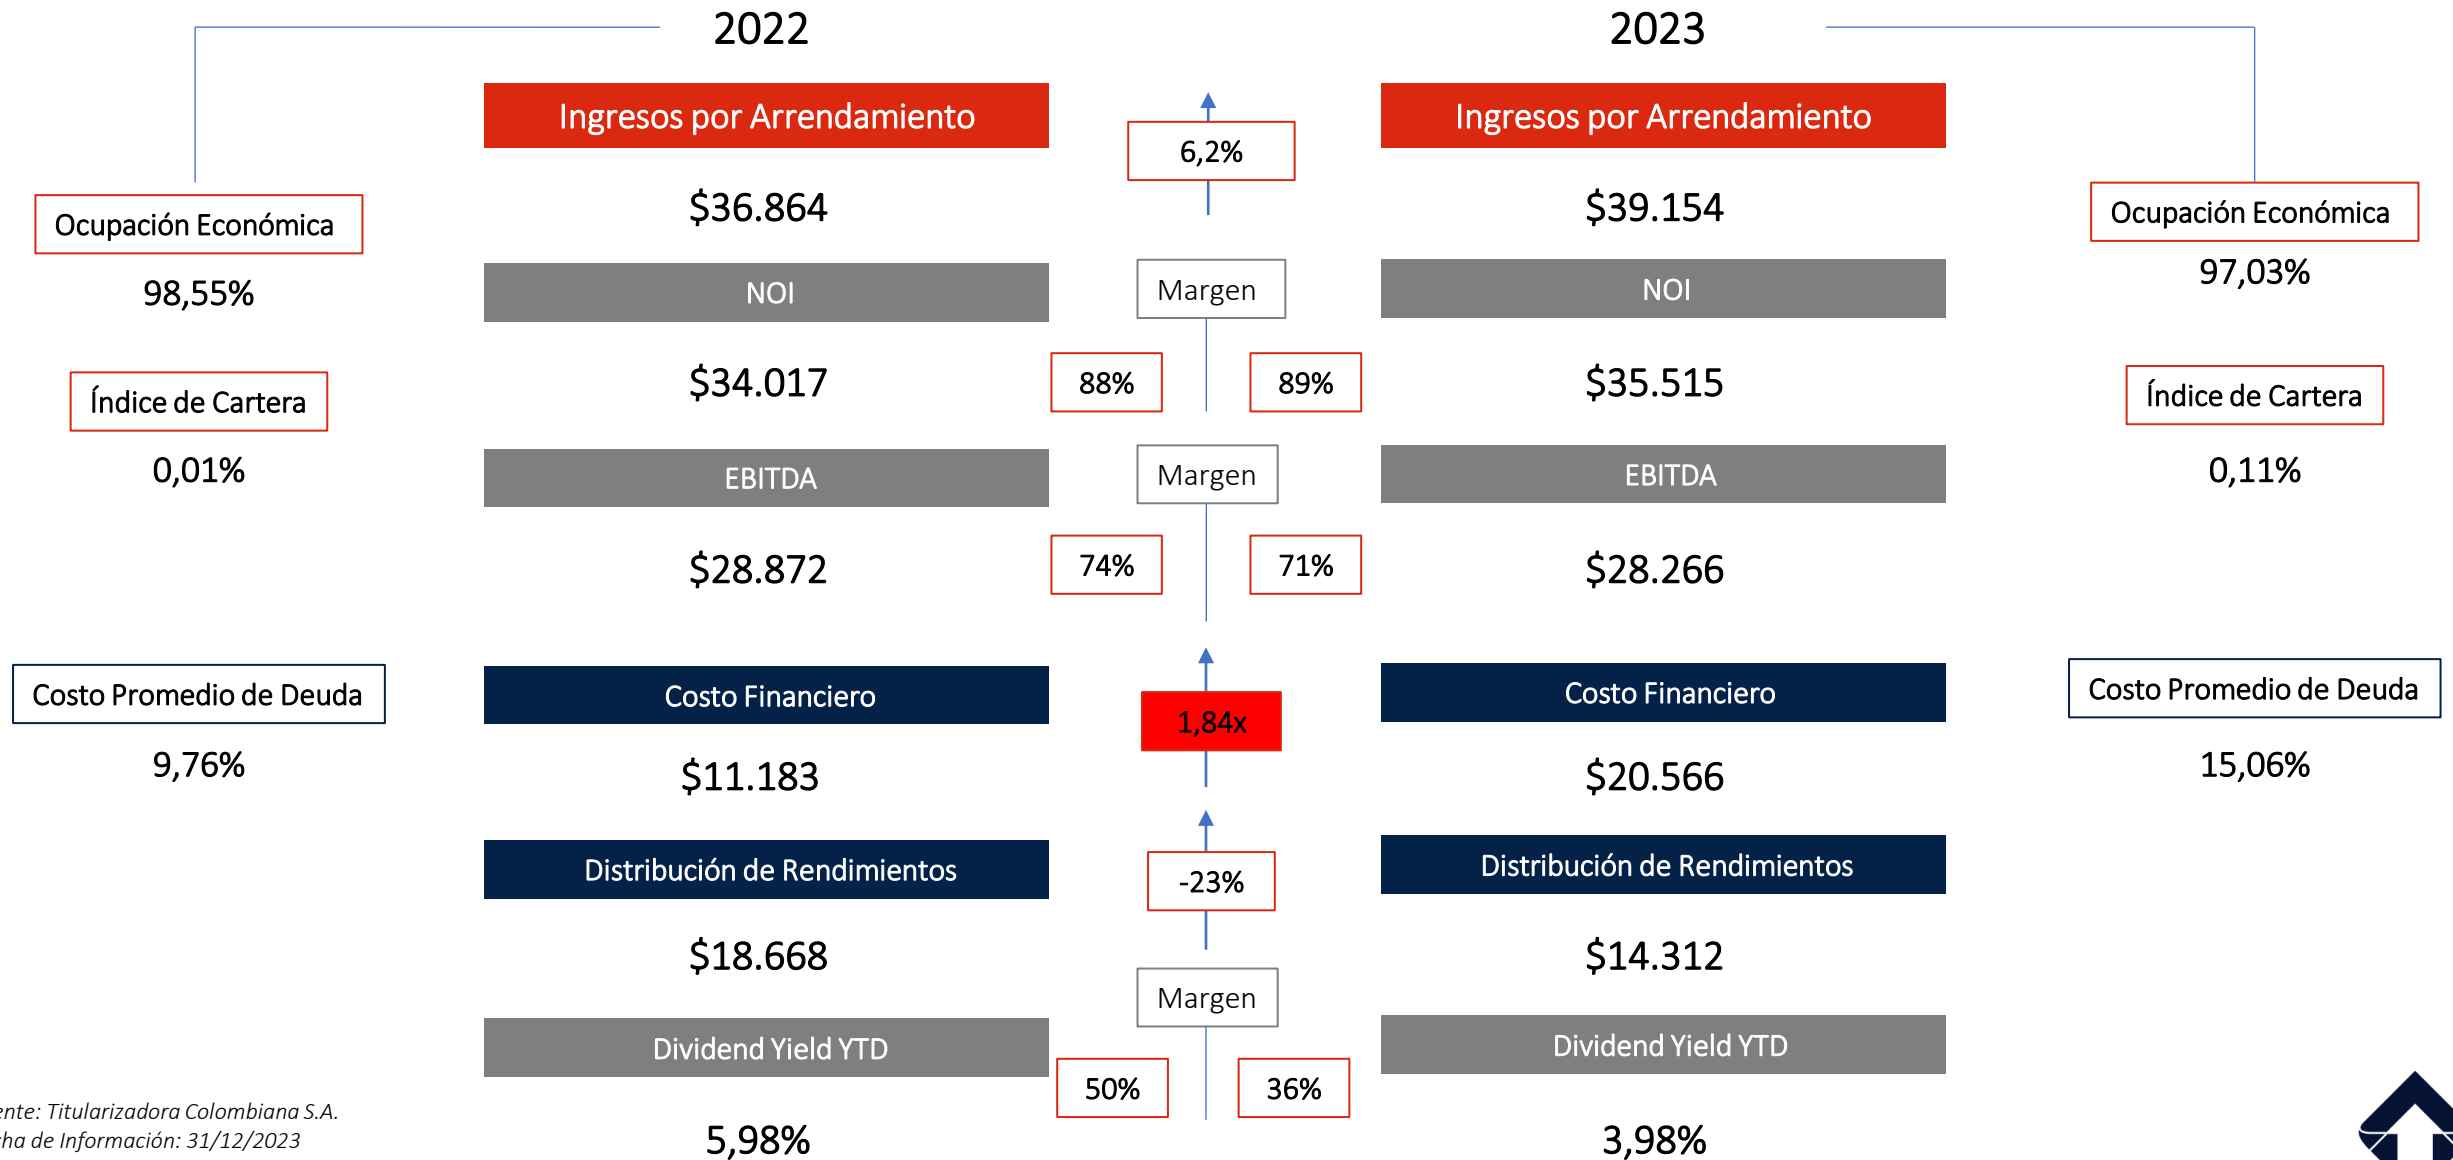 2022
2023
Ingresos por Arrendamiento
Ingresos por Arrendamiento
6,2%
$36.864
$39.154
Ocupación Económica
Ocupación Económica
98,55%
97,03%
NOI
Margen
NOI
$34.017
88%
89%
$35.515
Índice de Cartera
Índice de Cartera
0,01%
0,11%
EBITDA
Margen
EBITDA
$28.872
74%
71%
$28.266
Costo Promedio de Deuda
Costo Financiero
Costo Financiero
Costo Promedio de Deuda
1,84x
9,76%
$11.183
$20.566
15,06%
Distribución de Rendimientos
-23%
Distribución de Rendimientos
$18.668
$14.312
Margen
Dividend Yield YTD
Dividend Yield YTD
50%
36%
5,98%
3,98%
ente: Titularizadora Colombiana S.A.
cha de Información: 31/12/2023